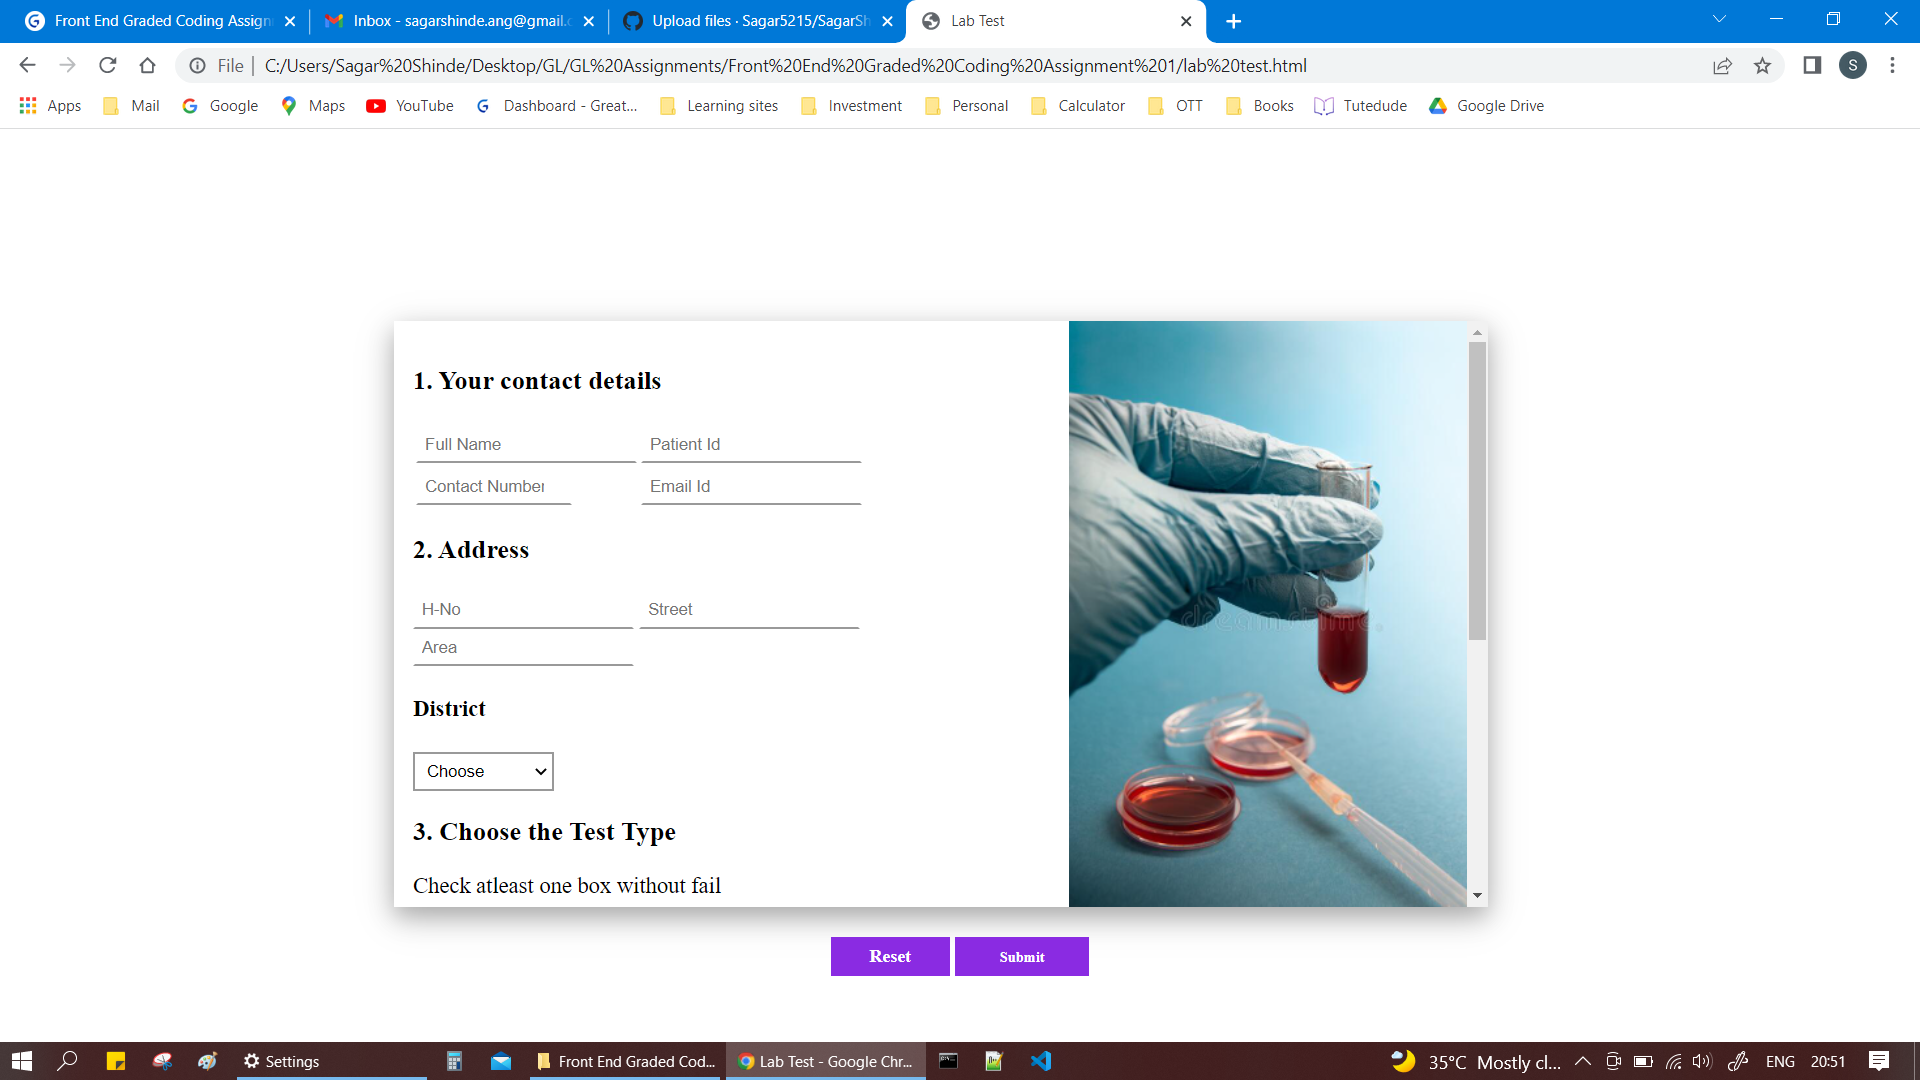 Front End Graded Coding Assign
Inbox - sagarshinde.ang@gmail.c
Upload files · Sagar5215/SagarSh
Lab Test
File
C:/Users/Sagar%20Shinde/Desktop/GL/GL%20Assignments/Front%20End%20Graded%20Coding%20Assignment%201/lab%20test.html
S
Apps
Mail
Google
Maps
YouTube
Dashboard - Great...
Learning sites
Investment
Personal
Calculator
OTT
Books
Tutedude
Google Drive
1. Your contact details
Full Name
Patient Id
Contact Number
Email Id
2. Address
H-No
Street
Area
District
Choose
3. Choose the Test Type
Check atleast one box without fail
dreamstime.
Reset
Submit
Settings
Front End Graded Cod...
Lab Test - Google Chr...
35°C Mostly cl...
ENG
20:51